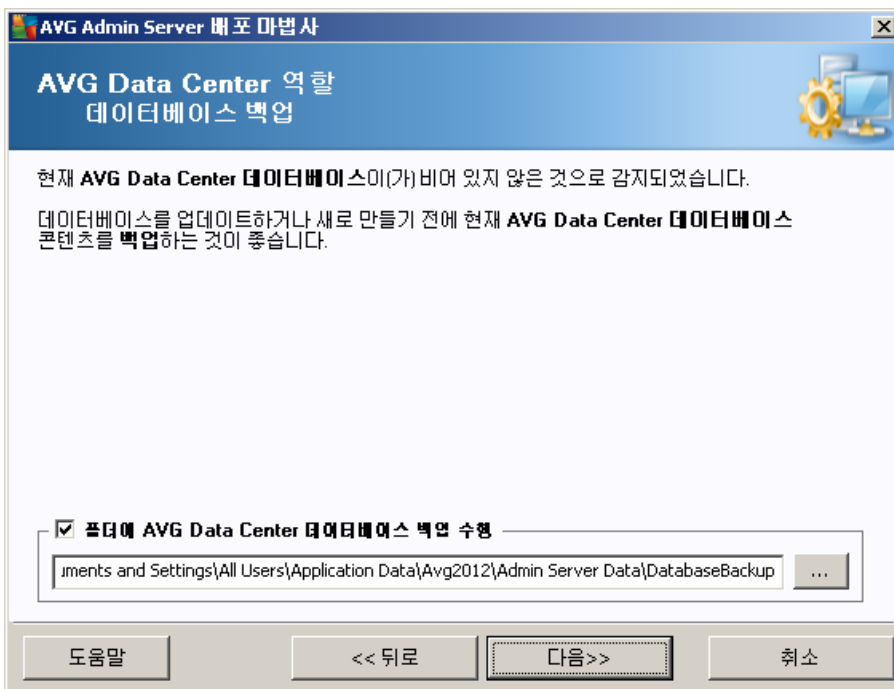 AVG Admin Server 배포 마법사
AVG Data Center 역할
데이터베이스 백업
현재 AVG Data Center 데이터베이스이(가) 비어 있지 않은 것으로 감지되었습니다.
데이터베이스를 업데이트하거나 새로 만들기 전에 현재 AVG Data Center 데이터베이스
콘텐츠를 백업하는 것이 좋습니다.
폴더에 AVG Data Center 데이터베이스 백업 수행
uments and Settings\All Users\Application Data\Avg2012\Admin Server Data\DatabaseBackup
...
도움말
<< 뒤로
다음>>
취소